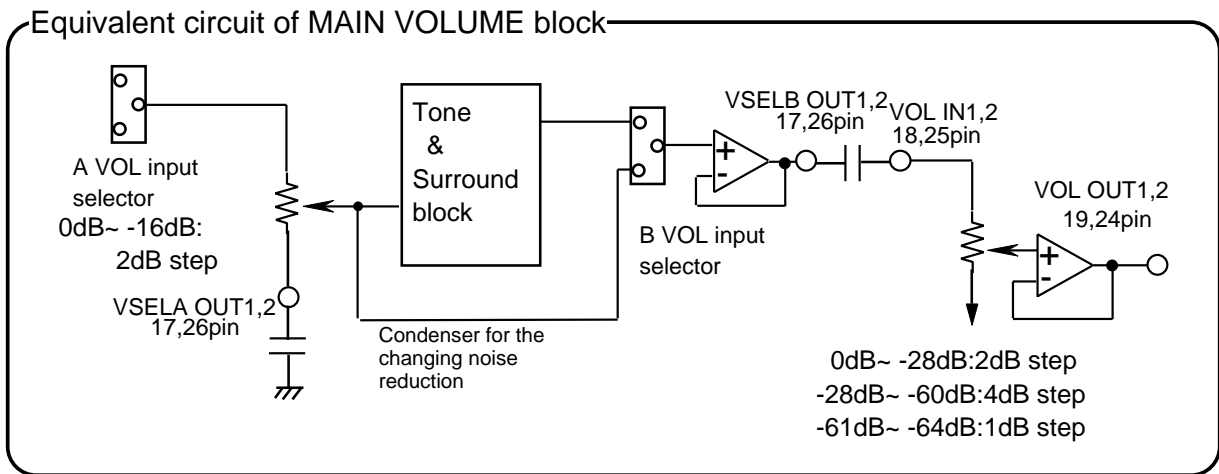 Equivalent circuit of MAIN VOLUME block
A VOL input
selector
0dB~ -16dB:
2dB step
VSELA OUT1,2
17,26pin
Tone
&
Surround
block
Condenser for the
changing noise
reduction
B VOL input
selector
VSELB OUT1,2
17,26pin
VOL IN1,2
18,25pin
+
-
VOL OUT1,2
19,24pin
+
-
0dB~ -28dB:2dB step
-28dB~ -60dB:4dB step
-61dB~ -64dB:1dB step